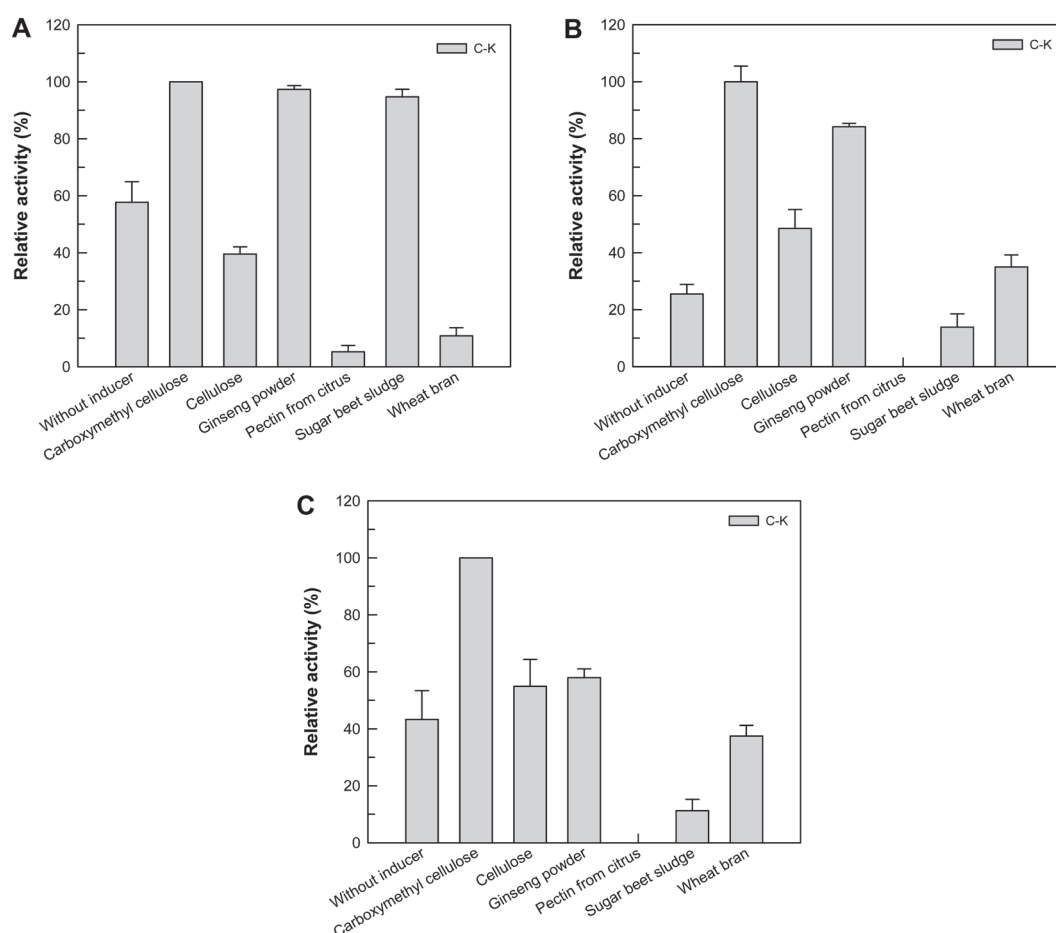 A
Relative activity (%)
120
100
80
60
40
20
0
C-K
Without inducer
Carboxymethyl cellulose
Cellulose
Ginseng powder
Pectin from citrus
Sugar beet sludge
Wheat bran
B
Relative activity (%)
120
100
80
60
40
20
0
C-K
Without inducer
Carboxymethyl cellulose
Cellulose
Ginseng powder
Pectin from citrus
Sugar beet sludge
Wheat bran
C
Relative activity (%)
120
100
80
60
40
20
0
C-K
Without inducer
Carboxymethyl cellulose
Cellulose
Ginseng powder
Pectin from citrus
Sugar beet sludge
Wheat bran